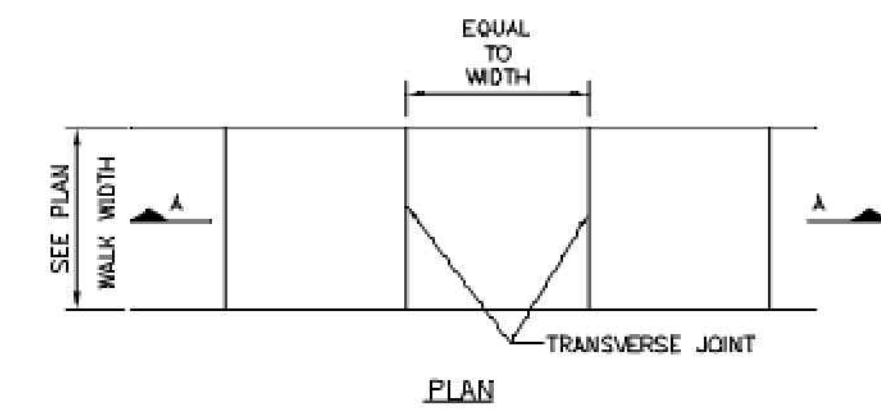 EQUAL
TO
WIDTH
SEE PLAN
WALK WIDTH
A
A
TRANSVERSE JOINT
PLAN